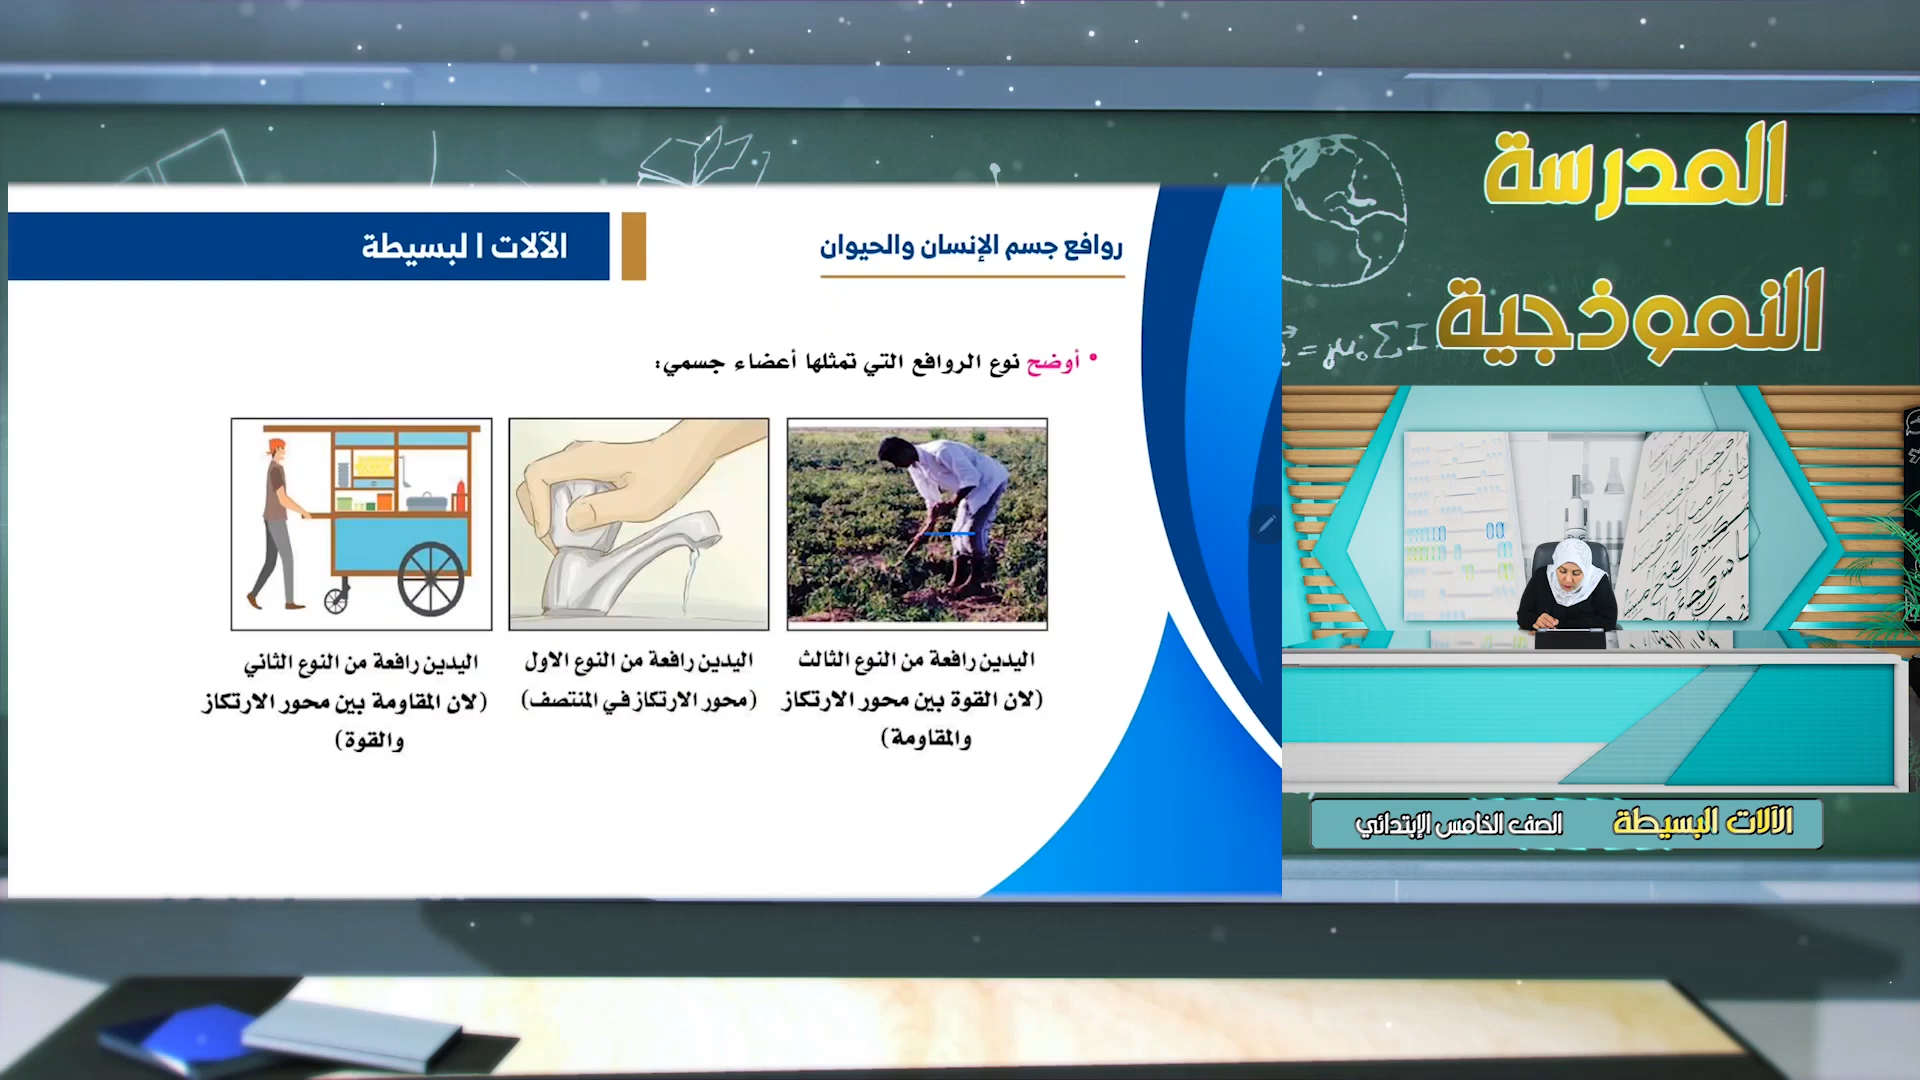 المدرسة
النموذجية
روافع جسم الإنسان والحيوان
الآلات ا لبسيطة
• أوضح نوع الروافع التي تمثلها أعضاء جسمي:
اليدين رافعة من النوع الثالث
(لان القوة بين محور الارتكاز
والمقاومة)
اليدين رافعة من النوع الاول
(محور الارتكاز في المنتصف)
اليدين رافعة من النوع الثاني
(لان المقاومة بين محور الارتكاز
والقوة)
الآلات البسيطة
الصف الخامس الإبتدائي